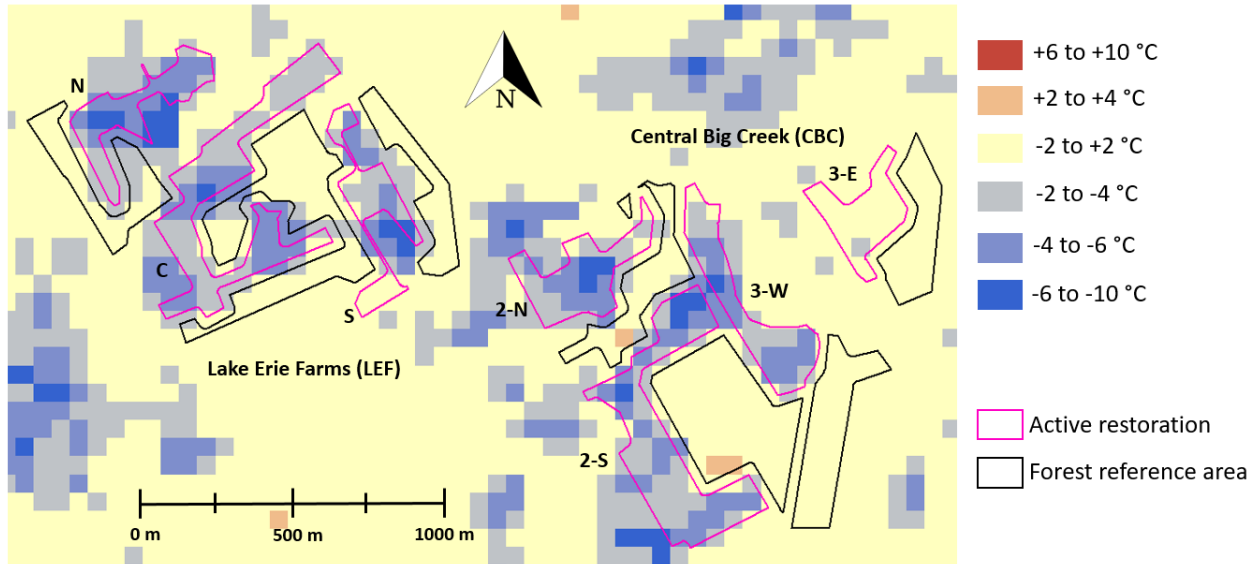 N
N
Central Big Creek (CBC)
3-E
C
S
2-N
3-W
Lake Erie Farms (LEF)
2-S
0 m
500 m
1000 m
+6 to +10 °C
+2 to +4 °C
-2 to +2 °C
-2 to -4 °C
-4 to -6 °C
-6 to -10 °C
Active restoration
Forest reference area